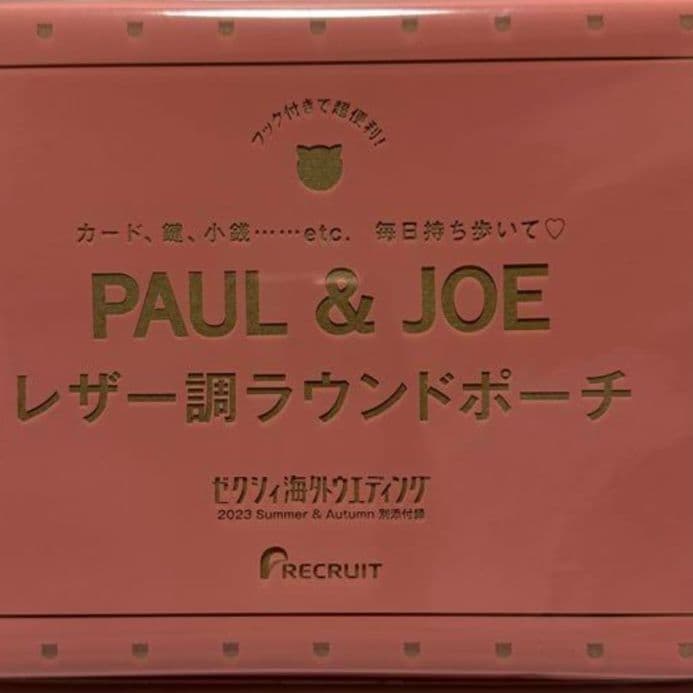 フック付きで超便利！
カード、鍵、小銭……etc. 毎日持ち歩いて♡
PAUL & JOE
レザー調ラウンドポーチ
ゼクシィ海外ウエディング
2023 Summer & Autumn 別添付録
RECRUIT